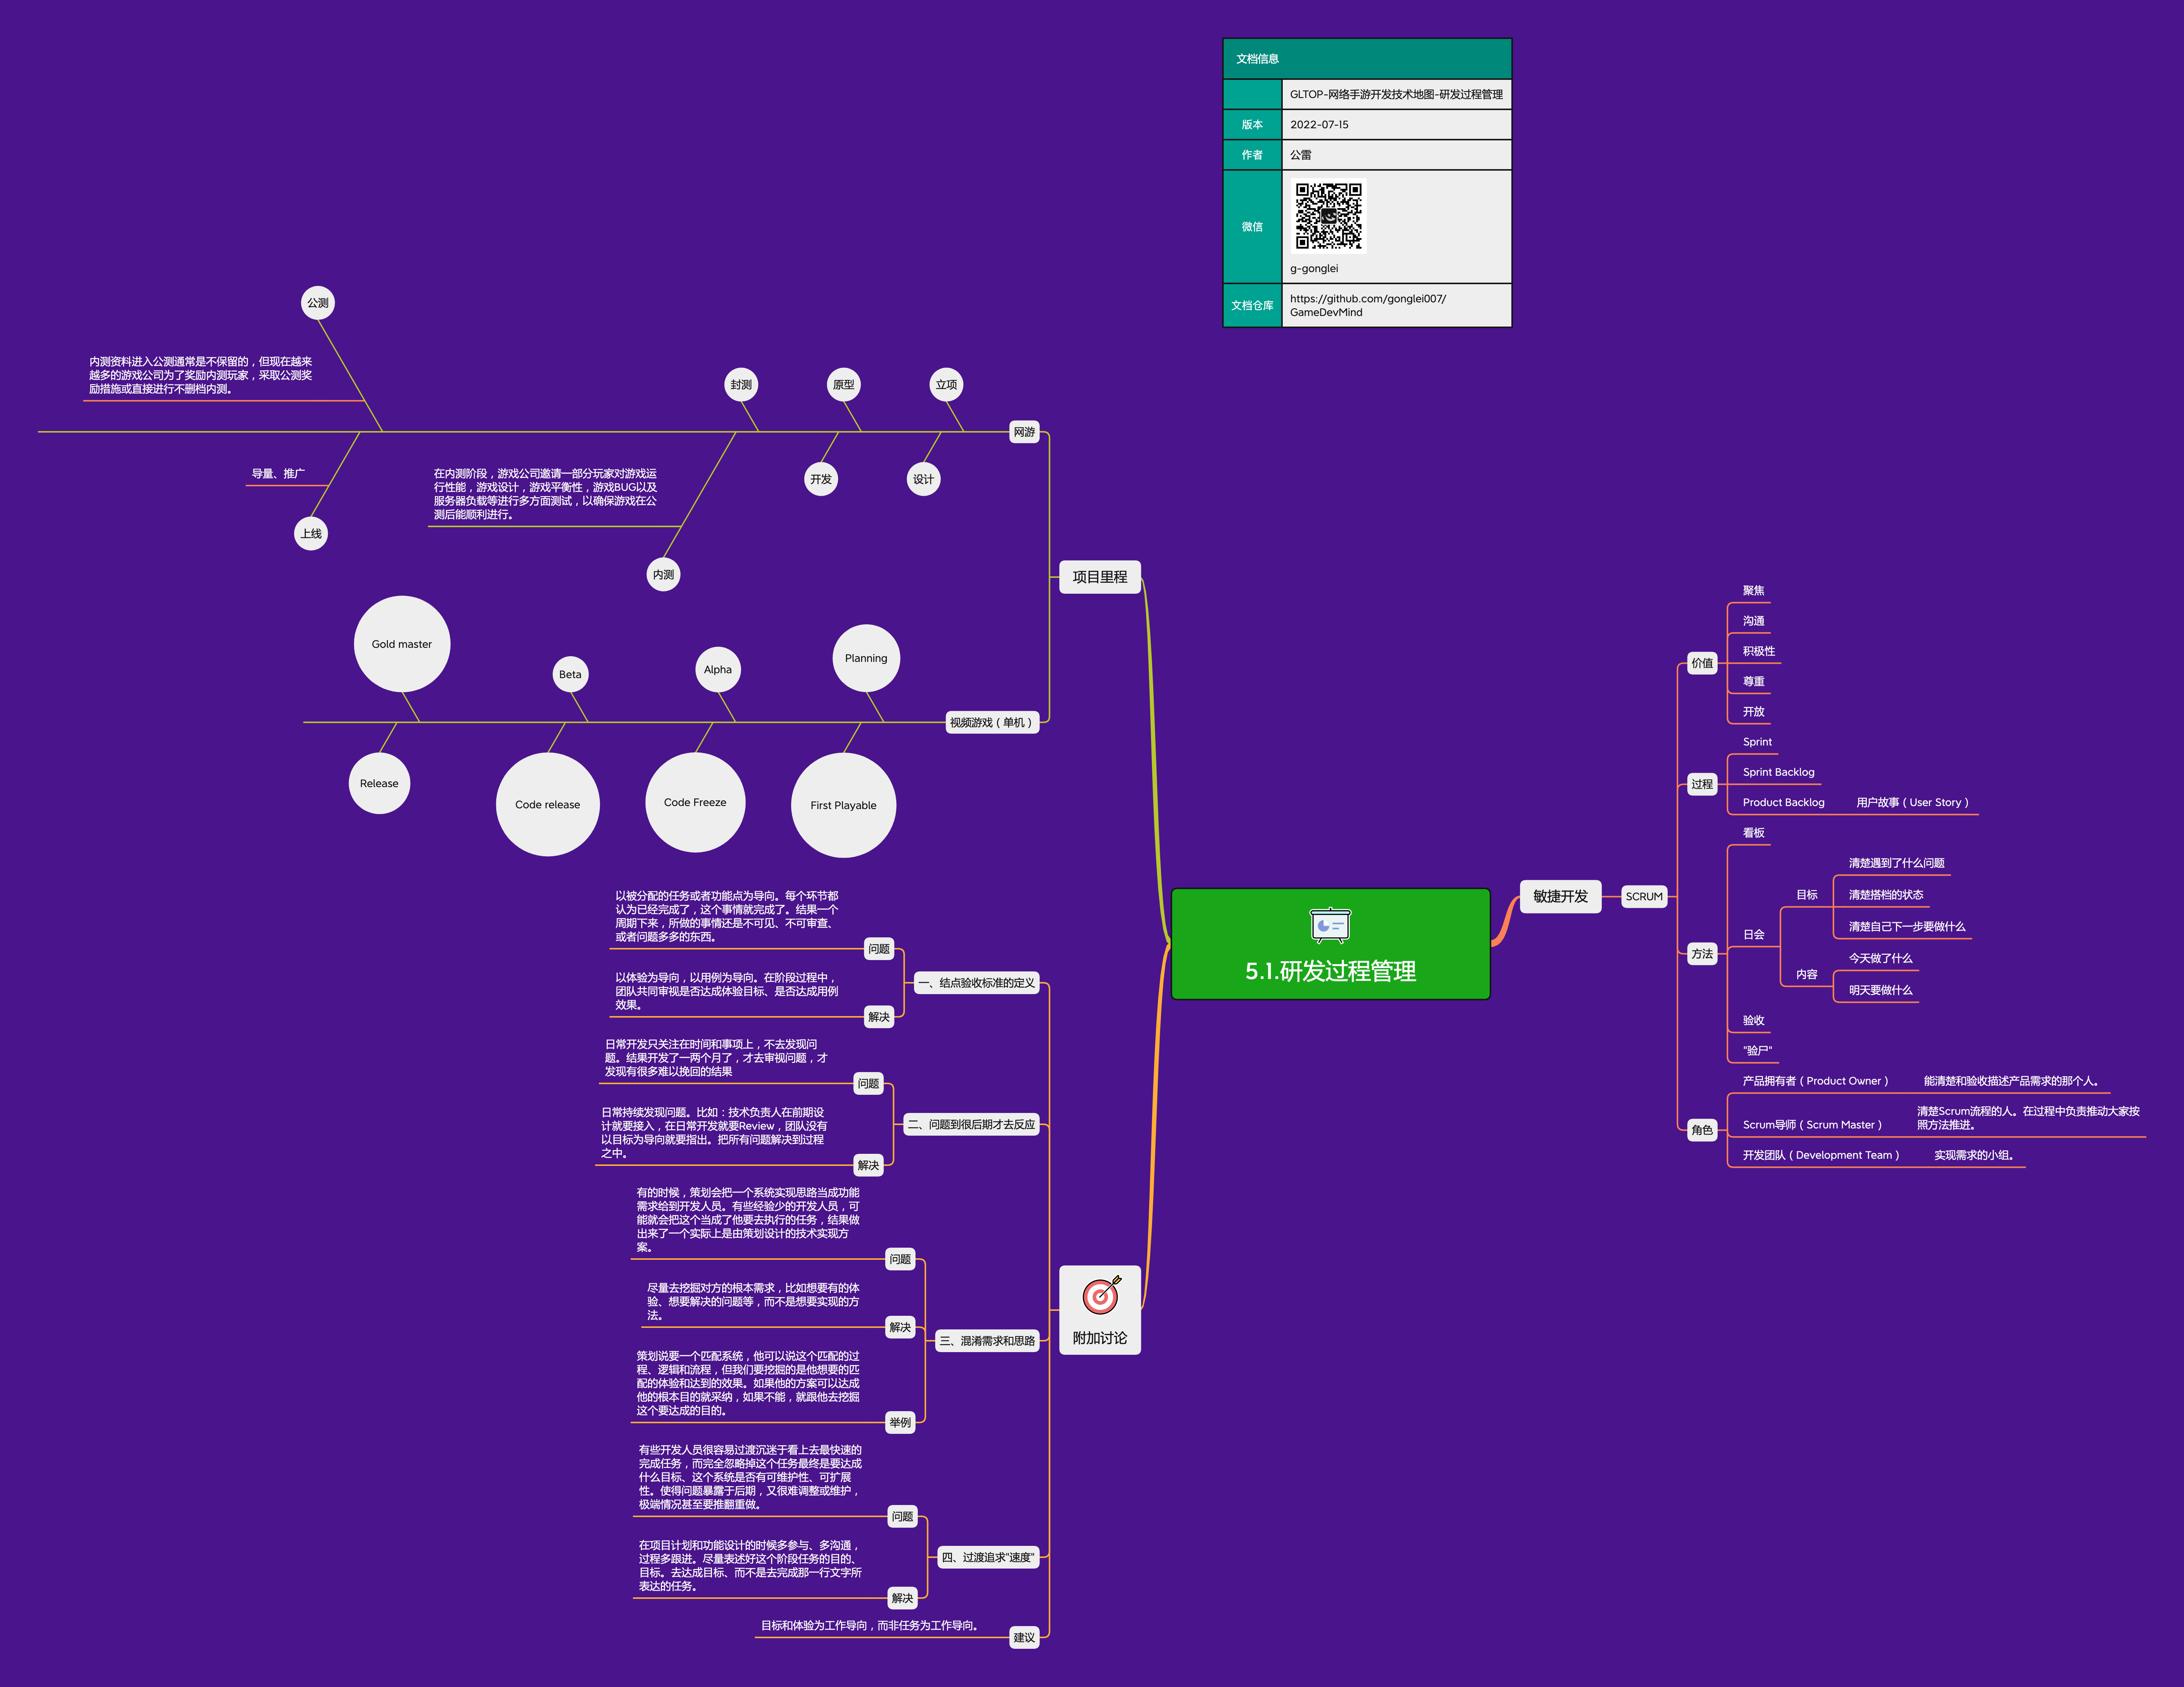 文档信息
GLTOP-网络手游开发技术地图-研发过程管理
版本
2022-07-15
作者
公雷
微信
g-gonglei
文档仓库
https://github.com/gonglei007/
GameDevMind
5.1.研发过程管理
项目里程
网游
立项
设计
原型
开发
封测
内测
在内测阶段，游戏公司邀请一部分玩家对游戏运
行性能，游戏设计，游戏平衡性，游戏BUG以及
服务器负载等进行多方面测试，以确保游戏在公
测后能顺利进行。
公测
内测资料进入公测通常是不保留的，但现在越来
越多的游戏公司为了奖励内测玩家，采取公测奖
励措施或直接进行不删档内测。
上线
导量、推广
视频游戏（单机）
Planning
First Playable
Alpha
Code Freeze
Beta
Code release
Gold master
Release
敏捷开发
SCRUM
价值
聚焦
沟通
积极性
尊重
开放
过程
Sprint
Sprint Backlog
Product Backlog
用户故事（User Story）
方法
看板
日会
目标
清楚遇到了什么问题
清楚搭档的状态
清楚自己下一步要做什么
内容
今天做了什么
明天要做什么
验收
"验尸"
角色
产品拥有者（Product Owner）
能清楚和验收描述产品需求的那个人。
Scrum导师（Scrum Master）
清楚Scrum流程的人。在过程中负责推动大家按
照方法推进。
开发团队（Development Team）
实现需求的小组。
附加讨论
一、结点验收标准的定义
问题
以被分配的任务或者功能点为导向。每个环节都
认为已经完成了，这个事情就完成了。结果一个
周期下来，所做的事情还是不可见、不可审查、
或者问题多多的东西。
解决
以体验为导向，以用例为导向。在阶段过程中，
团队共同审视是否达成体验目标、是否达成用例
效果。
二、问题到很后期才去反应
问题
日常开发只关注在时间和事项上，不去发现问
题。结果开发了一两个月了，才去审视问题，才
发现有很多难以挽回的结果
解决
日常持续发现问题。比如：技术负责人在前期设
计就要接入，在日常开发就要Review，团队没有
以目标为导向就要指出。把所有问题解决到过程
之中。
三、混淆需求和思路
问题
有的时候，策划会把一个系统实现思路当成功能
需求给到开发人员。有些经验少的开发人员，可
能就会把这个当成了他要去执行的任务，结果做
出来了一个实际上是由策划设计的技术实现方
案。
解决
尽量去挖掘对方的根本需求，比如想要有的体
验、想要解决的问题等，而不是想要实现的方
法。
举例
策划说要一个匹配系统，他可以说这个匹配的过
程、逻辑和流程，但我们要挖掘的是他想要的匹
配的体验和达到的效果。如果他的方案可以达成
他的根本目的就采纳，如果不能，就跟他去挖掘
这个要达成的目的。
四、过渡追求"速度"
问题
有些开发人员很容易过渡沉迷于看上去最快速的
完成任务，而完全忽略掉这个任务最终是要达成
什么目标、这个系统是否有可维护性、可扩展
性。使得问题暴露于后期，又很难调整或维护，
极端情况甚至要推翻重做。
解决
在项目计划和功能设计的时候多参与、多沟通，
过程多跟进。尽量表述好这个阶段任务的目的、
目标。去达成目标、而不是去完成那一行文字所
表达的任务。
建议
目标和体验为工作导向，而非任务为工作导向。